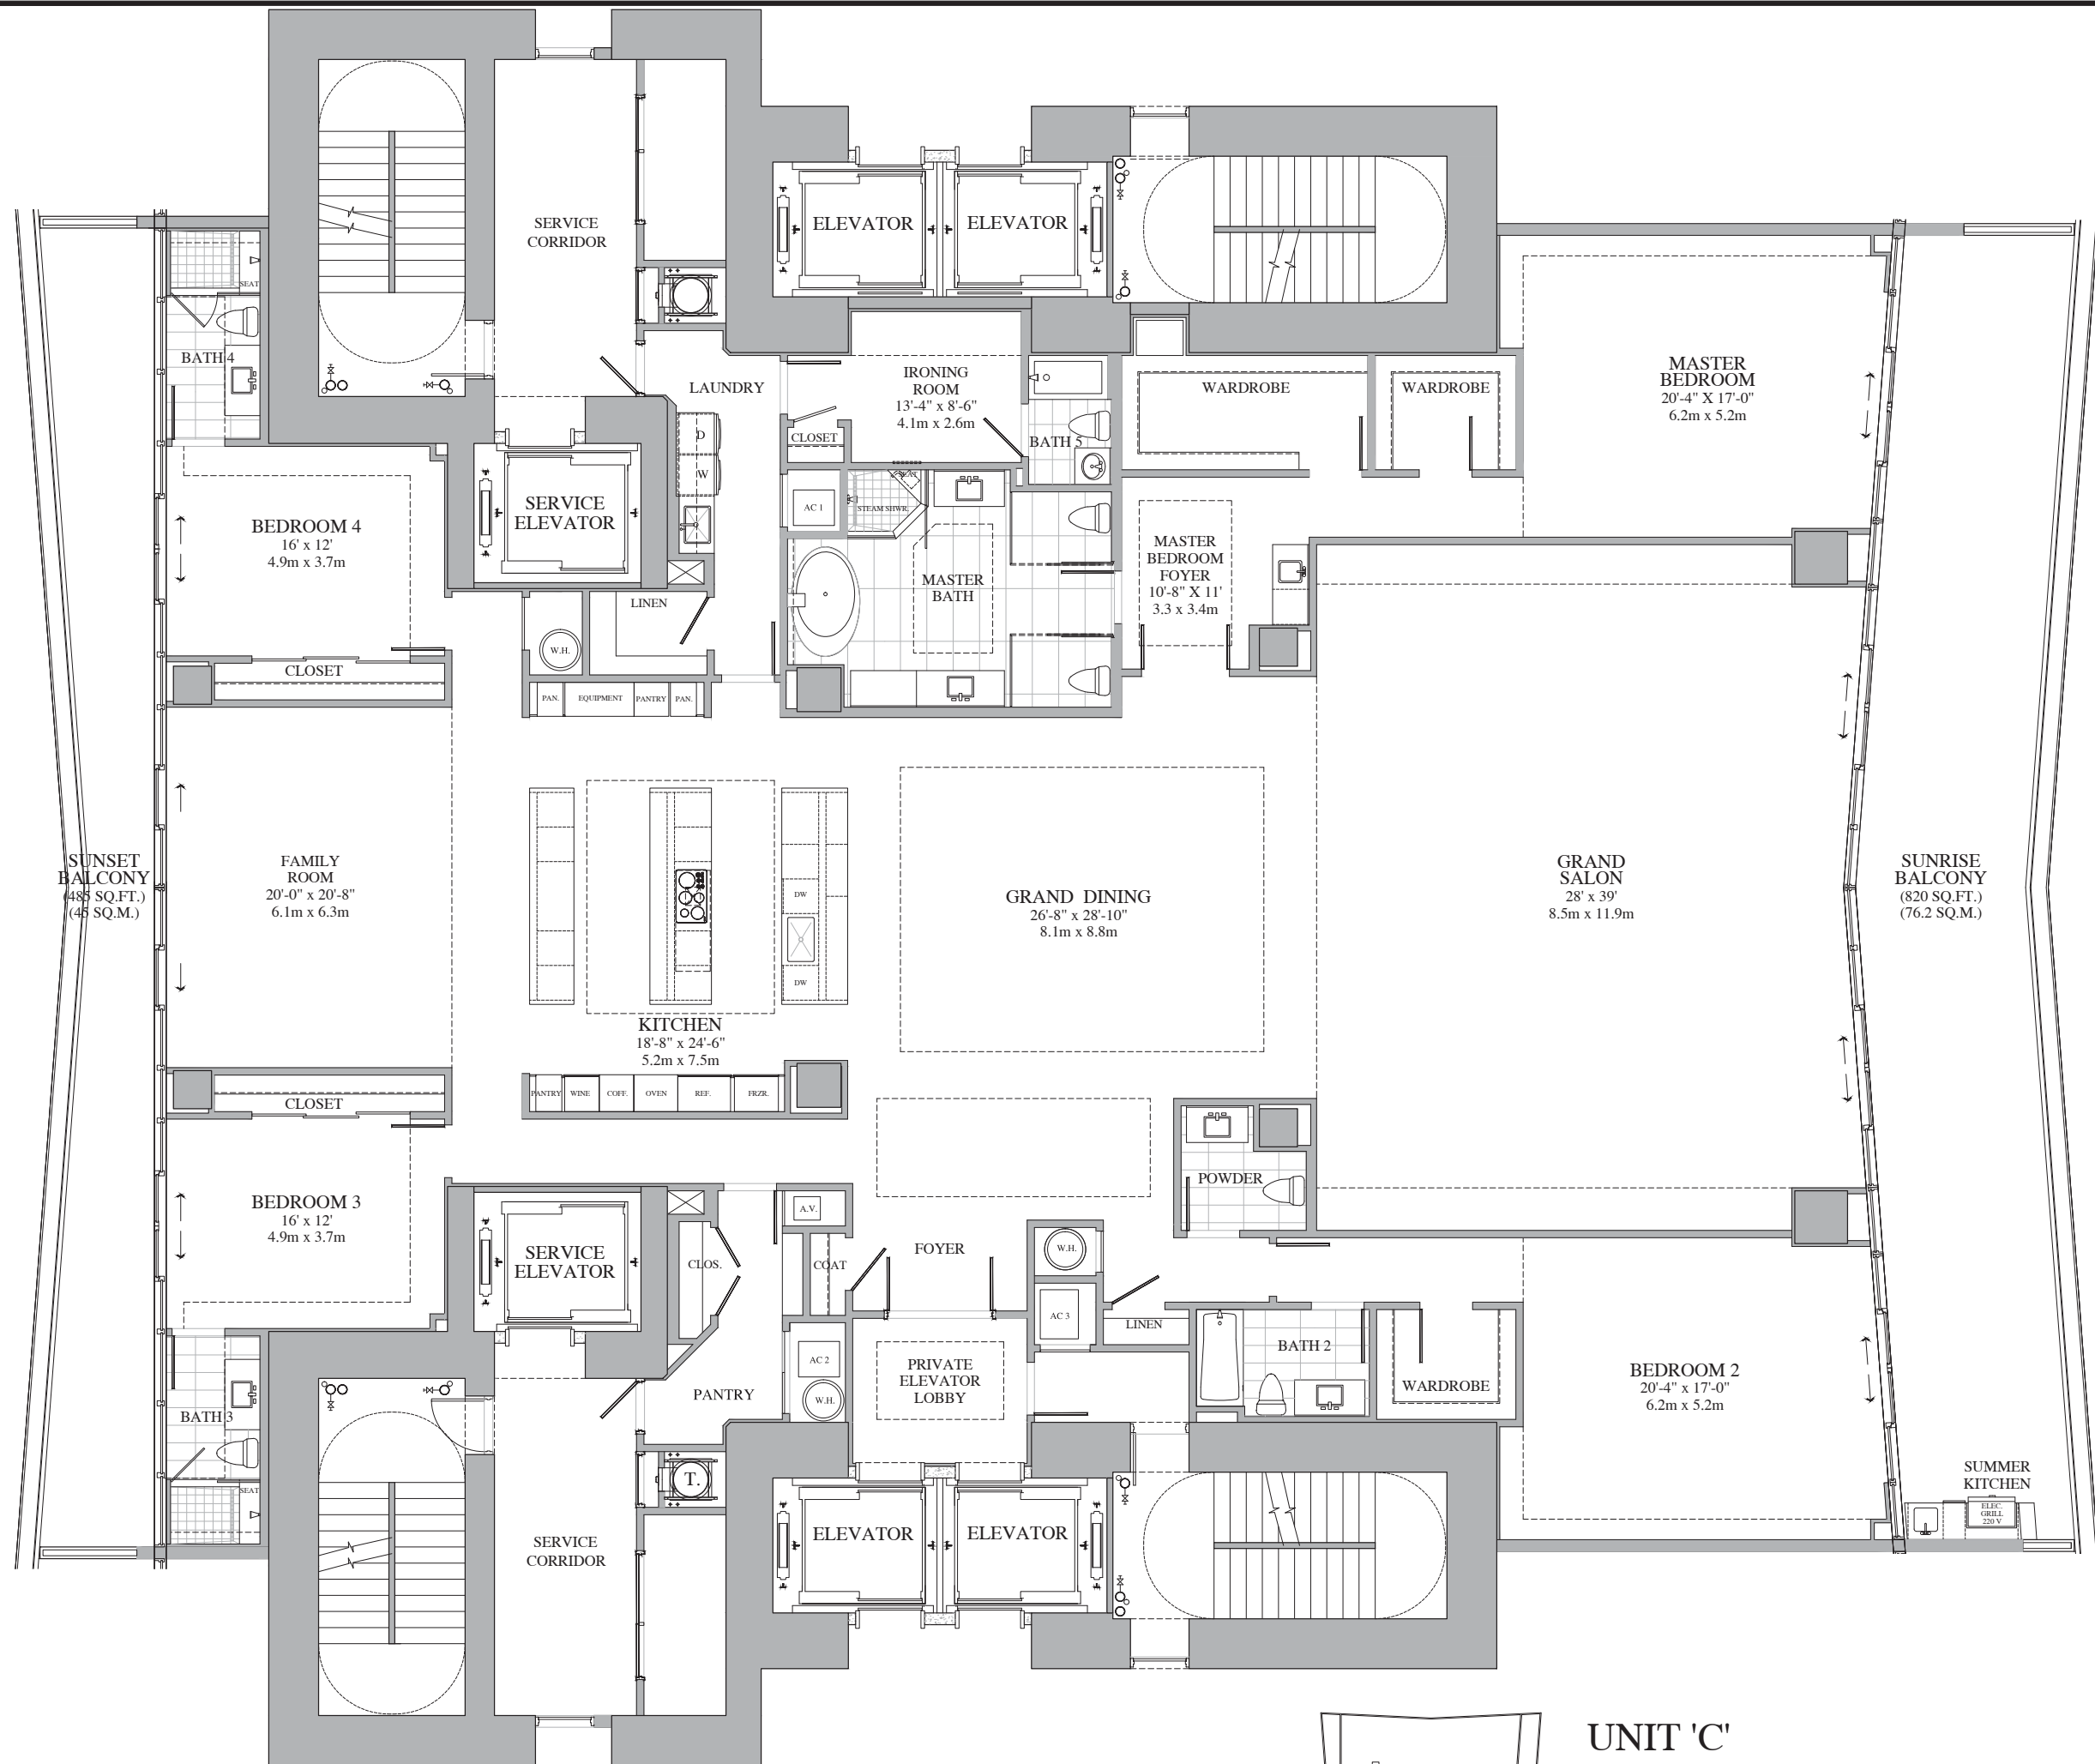 SERVICE
CORRIDOR
ELEVATOR
ELEVATOR
SEAT
BATH 4
LAUNDRY
D
W
CLOSET
IRONING
ROOM
13'-4" x 8'-6"
4.1m x 2.6m
BATH 5
WARDROBE
WARDROBE
MASTER
BEDROOM
20'-4" X 17'-0"
6.2m x 5.2m
BEDROOM 4
16' x 12'
4.9m x 3.7m
SERVICE
ELEVATOR
AC 1
SEAT
STEAM SHWR.
MASTER
BATH
MASTER
BEDROOM
FOYER
10'-8" X 11'
3.3 x 3.4m
LINEN
W.H.
CLOSET
PAN.
EQUIPMENT
PANTRY
PAN.
SUNSET
BALCONY
(485 SQ.FT.)
(45 SQ.M.)
FAMILY
ROOM
20'-0" x 20'-8"
6.1m x 6.3m
DW
DW
KITCHEN
18'-8" x 24'-6"
5.2m x 7.5m
GRAND DINING
26'-8" x 28'-10"
8.1m x 8.8m
GRAND
SALON
28' x 39'
8.5m x 11.9m
SUNRISE
BALCONY
(820 SQ.FT.)
(76.2 SQ.M.)
PANTRY
WINE
COFF.
OVEN
REF.
FRZR.
CLOSET
BEDROOM 3
16' x 12'
4.9m x 3.7m
SERVICE
ELEVATOR
CLOS.
A.V.
COAT
FOYER
W.H.
POWDER
AC 3
LINEN
BATH 2
WARDROBE
BEDROOM 2
20'-4" x 17'-0"
6.2m x 5.2m
AC 2
W.H.
PRIVATE
ELEVATOR
LOBBY
PANTRY
BATH 3
SEAT
T.
SERVICE
CORRIDOR
ELEVATOR
ELEVATOR
SUMMER
KITCHEN
ELEC.
GRILL
220 V
UNIT 'C'